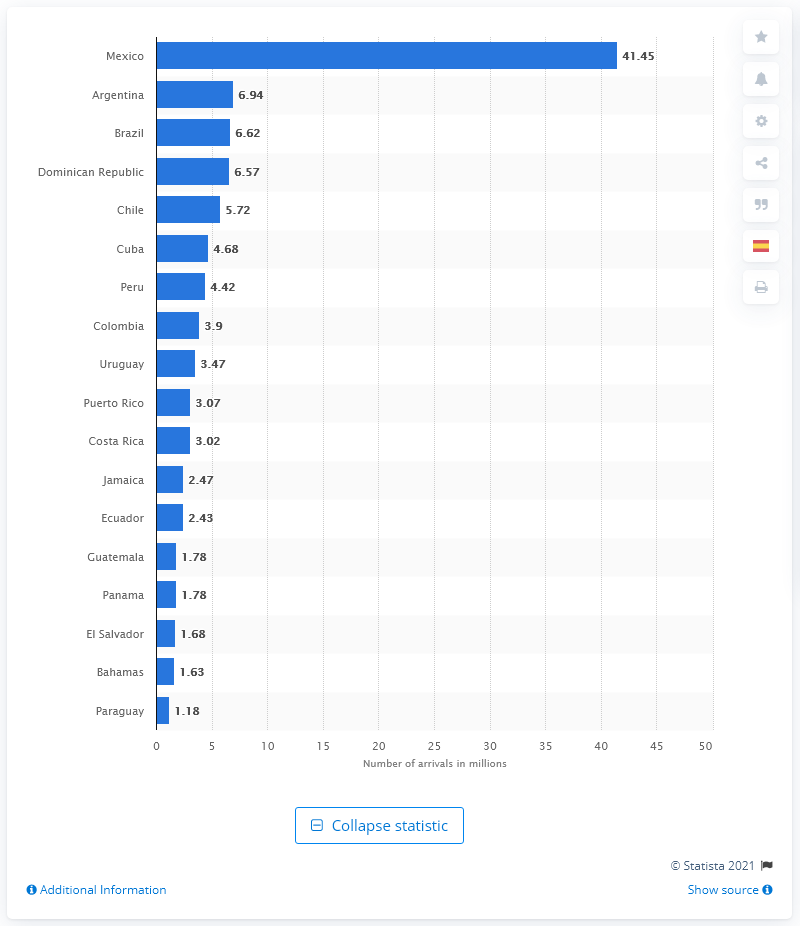 Mexico 41.45
Argentina 6.94
Brazil 6.62
Dominican Republic 6.57
Chile 5.72
Cuba 4.68
Peru 4.42
Colombia 3.9
Uruguay 3.47
Puerto Rico 3.07
Costa Rica 3.02
Jamaica 2.47
Ecuador 2.43
Guatemala 1.78
Panama 1.78
El Salvador 1.68
Bahamas 1.63
Paraguay 1.18
0 5 10 15 20 25 30 35 40 45 50
Number of arrivals in millions
Collapse statistic
© Statista 2021
Additional Information Show source